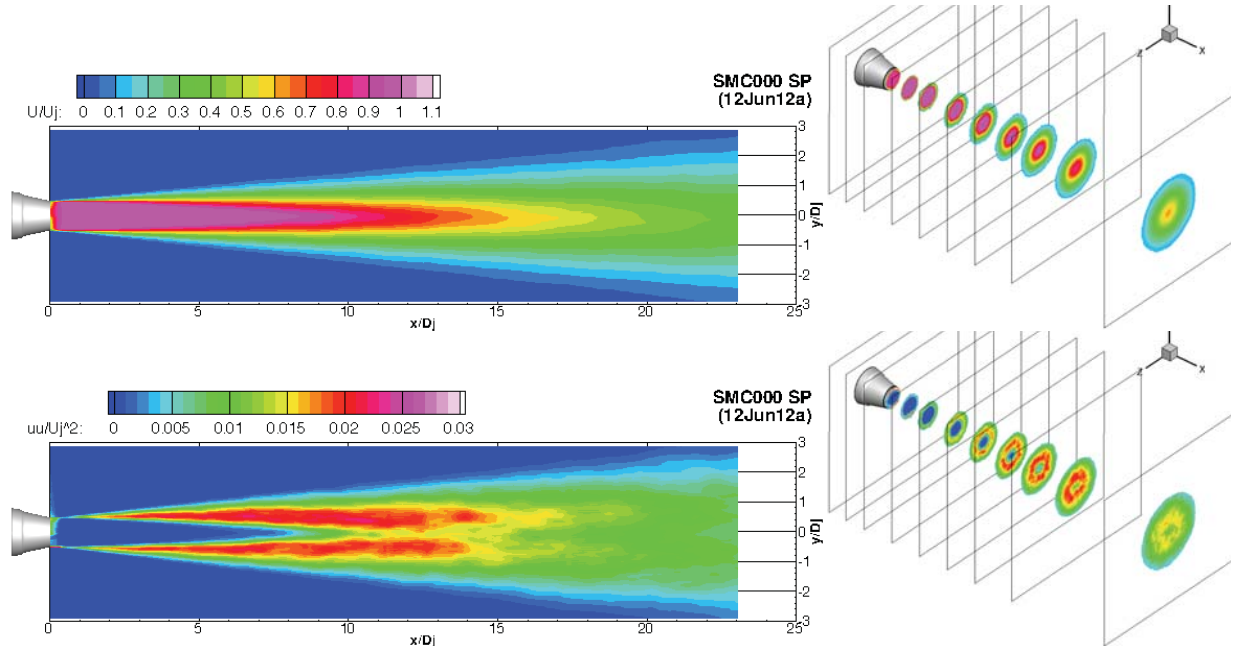 U/Uj: 0 0.1 0.2 0.3 0.4 0.5 0.6 0.7 0.8 0.9 1 1.1
SMC000 SP
(12Jun12a)
3
2
1
0
-1
-2
-3
y/Dj
0 5 10 15 20 25
x/Dj
z x
uu/Uj^2: 0 0.005 0.01 0.015 0.02 0.025 0.03
SMC000 SP
(12Jun12a)
3
2
1
0
-1
-2
-3
y/Dj
0 5 10 15 20 25
x/Dj
z x